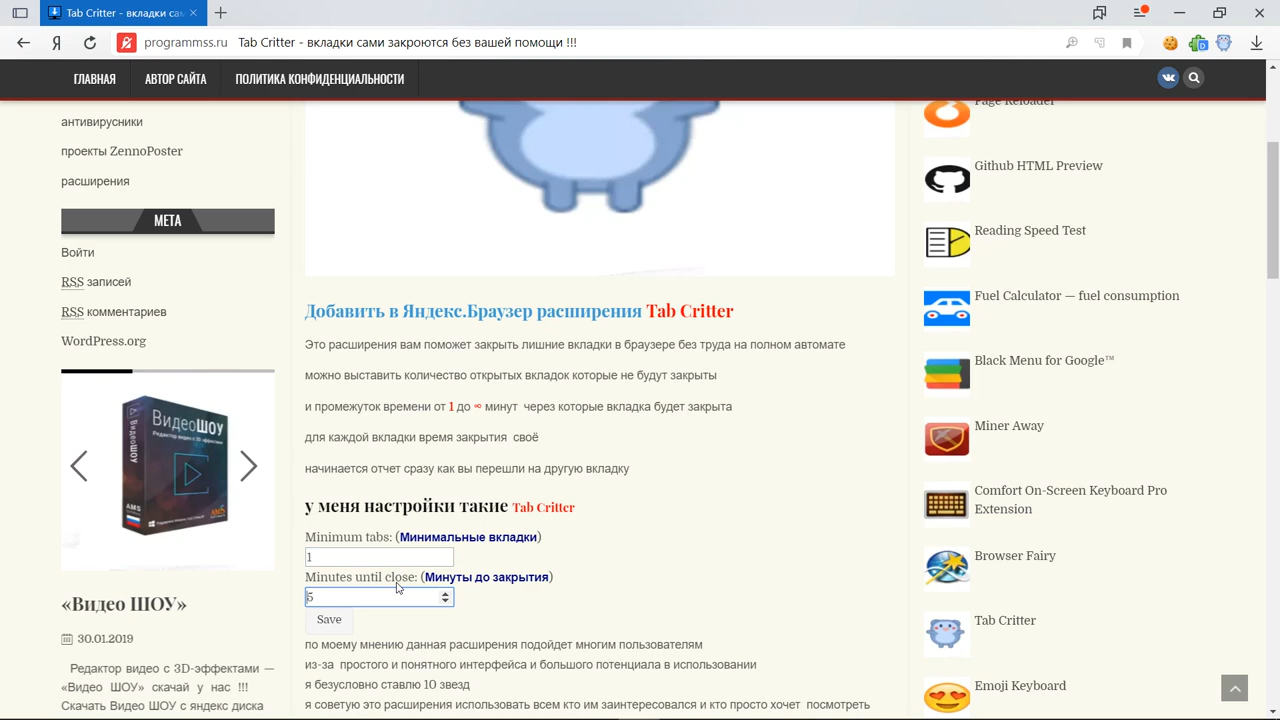 Tab Critter - вкладки сам
programmss.ru Tab Critter - вкладки сами закроются без вашей помощи !!!
ГЛАВНАЯ АВТОР САЙТА ПОЛИТИКА КОНФИДЕНЦИАЛЬНОСТИ
антивирусники
проекты ZennoPoster
расширения
МЕТА
Войти
RSS записей
RSS комментариев
WordPress.org
ВидеоШОУ
Редактор видео с 3D эффектами
«Видео ШОУ»
30.01.2019
Редактор видео с 3D-эффектами —
«Видео ШОУ» скачай у нас !!!
Скачать Видео ШОУ с яндекс диска
Добавить в Яндекс.Браузер расширения Tab Critter
Это расширения вам поможет закрыть лишние вкладки в браузере без труда на полном автомате
можно выставить количество открытых вкладок которые не будут закрыты
и промежуток времени от 1 до ∞ минут через которые вкладка будет закрыта
для каждой вкладки время закрытия своё
начинается отчет сразу как вы перешли на другую вкладку
у меня настройки такие Tab Critter
Minimum tabs: (Минимальные вкладки)
1
Minutes until close: (Минуты до закрытия)
5
Save
по моему мнению данная расширения подойдет многим пользователям
из-за простого и понятного интерфейса и большого потенциала в использовании
я безусловно ставлю 10 звезд
я советую это расширения использовать всем кто им заинтересовался и кто просто хочет посмотреть
Page Reloader
Github HTML Preview
Reading Speed Test
Fuel Calculator — fuel consumption
Black Menu for Google™
Miner Away
Comfort On-Screen Keyboard Pro
Extension
Browser Fairy
Tab Critter
Emoji Keyboard